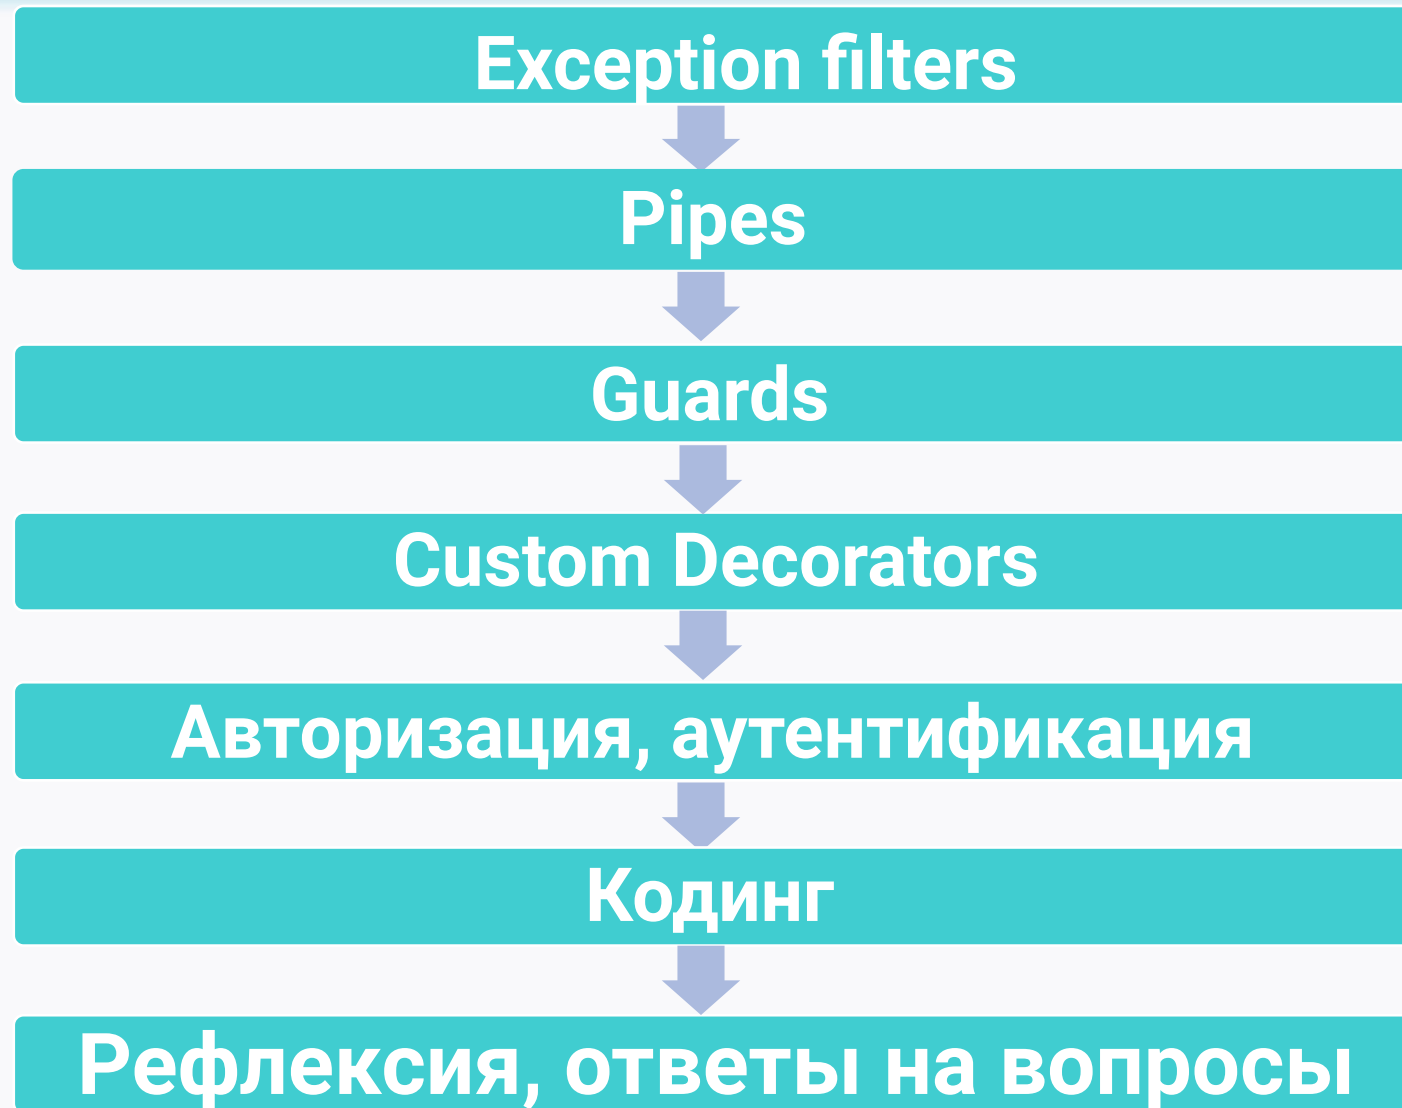 Exception filters
Pipes
Guards
Custom Decorators
Авторизация, аутентификация
Кодинг
Рефлексия, ответы на вопросы